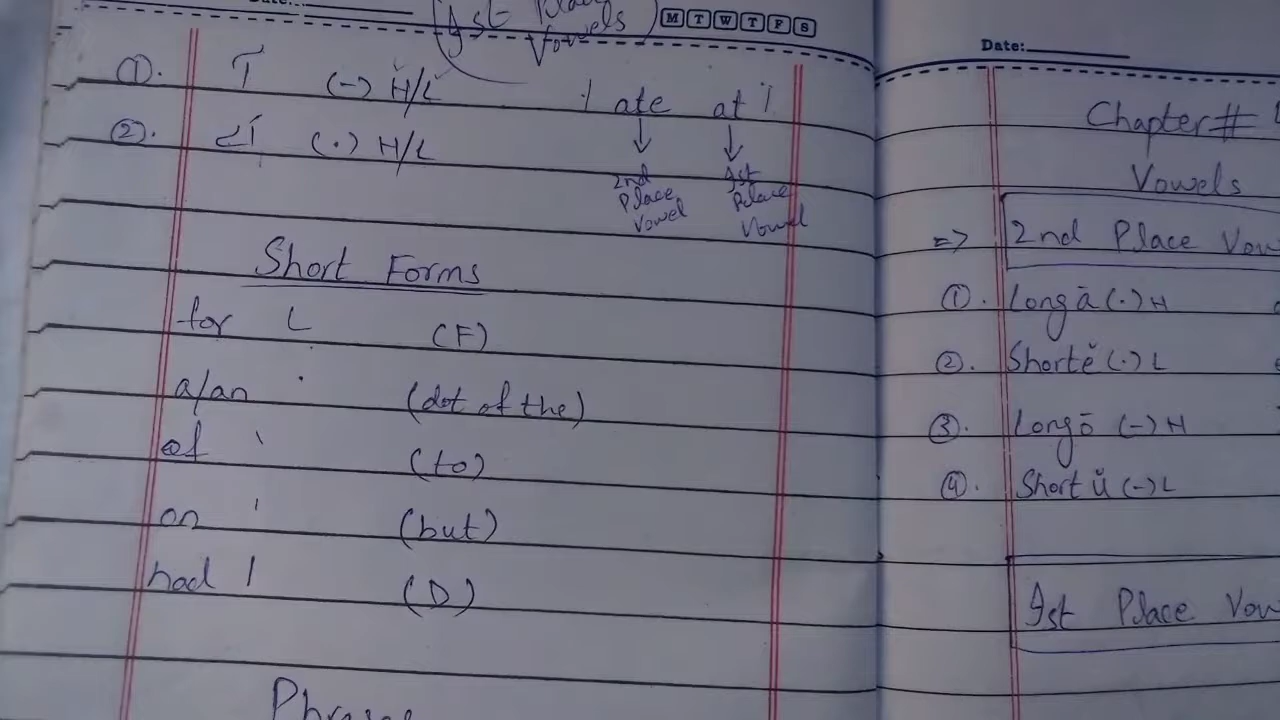 (1st Place
Vowels)
M T W T F S
①. (-) H/L
ate at
②. (.) H/L
2nd Place Vowel
1st Place Vowel
Short Forms
for (F)
a/an (dot of the)
of (to)
on (but)
had (D)
Phrases
Date:
Chapter#
Vowels
=> 2nd Place Vow
①. Long ā (.) H
②. Short ĕ (.) L
③. Long ō (-) H
④. Short ŭ (-) L
1st Place Vow